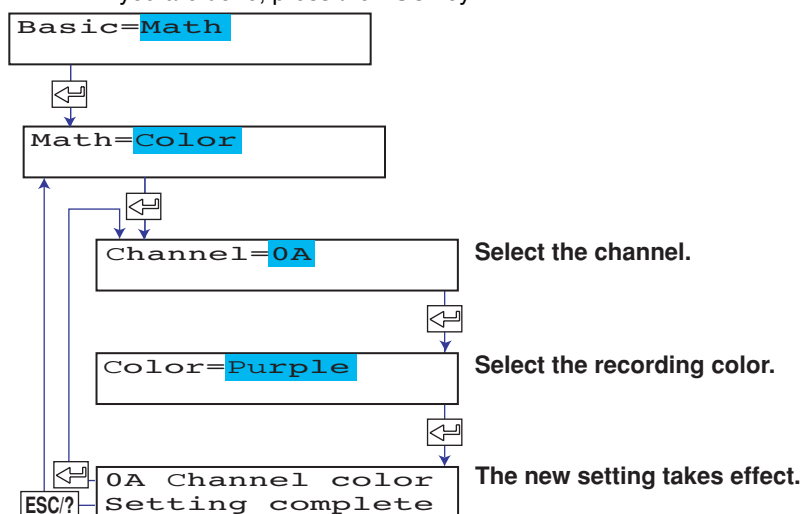 Basic=Math
Math=Color
Channel=0A
Select the channel.
Color=Purple
Select the recording color.
0A Channel color
Setting complete
The new setting takes effect.
ESC/?